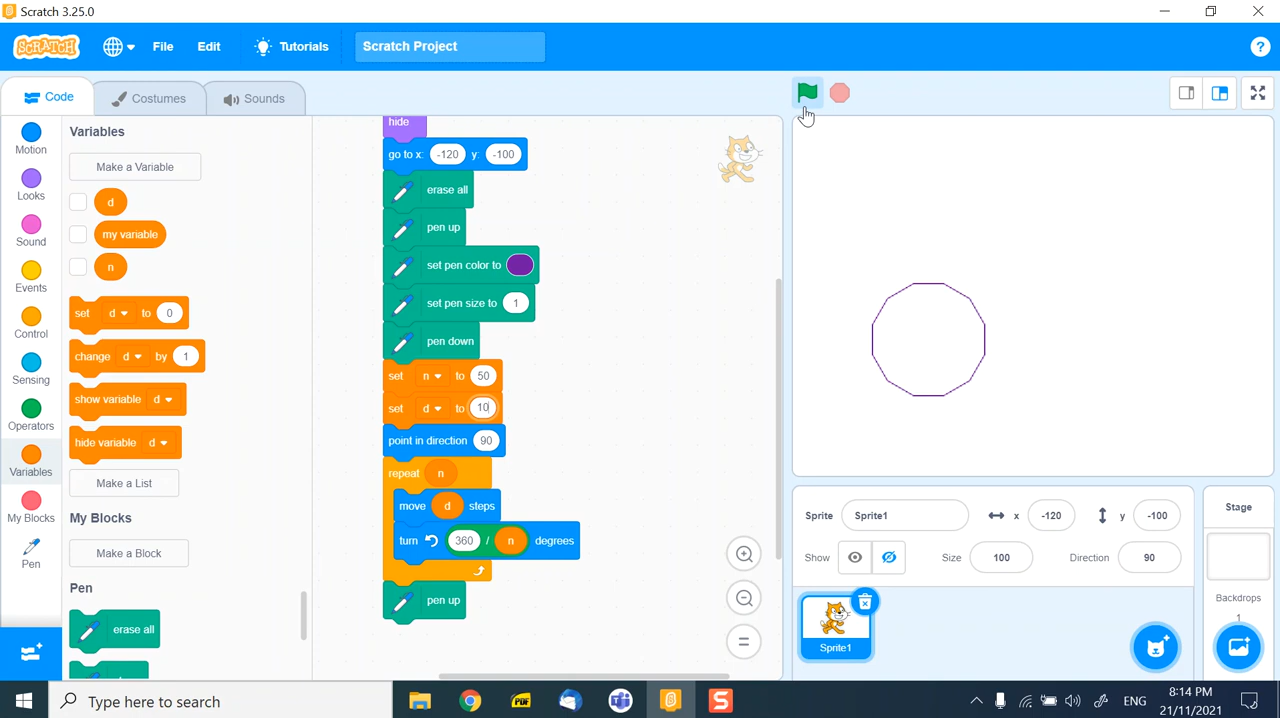 Scratch 3.25.0
SCRATCH
File
Edit
Tutorials
Scratch Project
?
Code
Costumes
Sounds
Motion
Looks
Sound
Events
Control
Sensing
Operators
Variables
My Blocks
Pen
Variables
Make a Variable
d
my variable
n
set d to 0
change d by 1
show variable d
hide variable d
Make a List
My Blocks
Make a Block
Pen
erase all
hide
go to x: -120 y: -100
erase all
pen up
set pen color to
set pen size to 1
pen down
set n to 50
set d to 10
point in direction 90
repeat n
move d steps
turn 360 / n degrees
pen up
Sprite Sprite1 x -120 y -100
Show Size 100 Direction 90
Sprite1
Stage
Backdrops
1
Type here to search
PDF
S
ENG
8:14 PM
21/11/2021